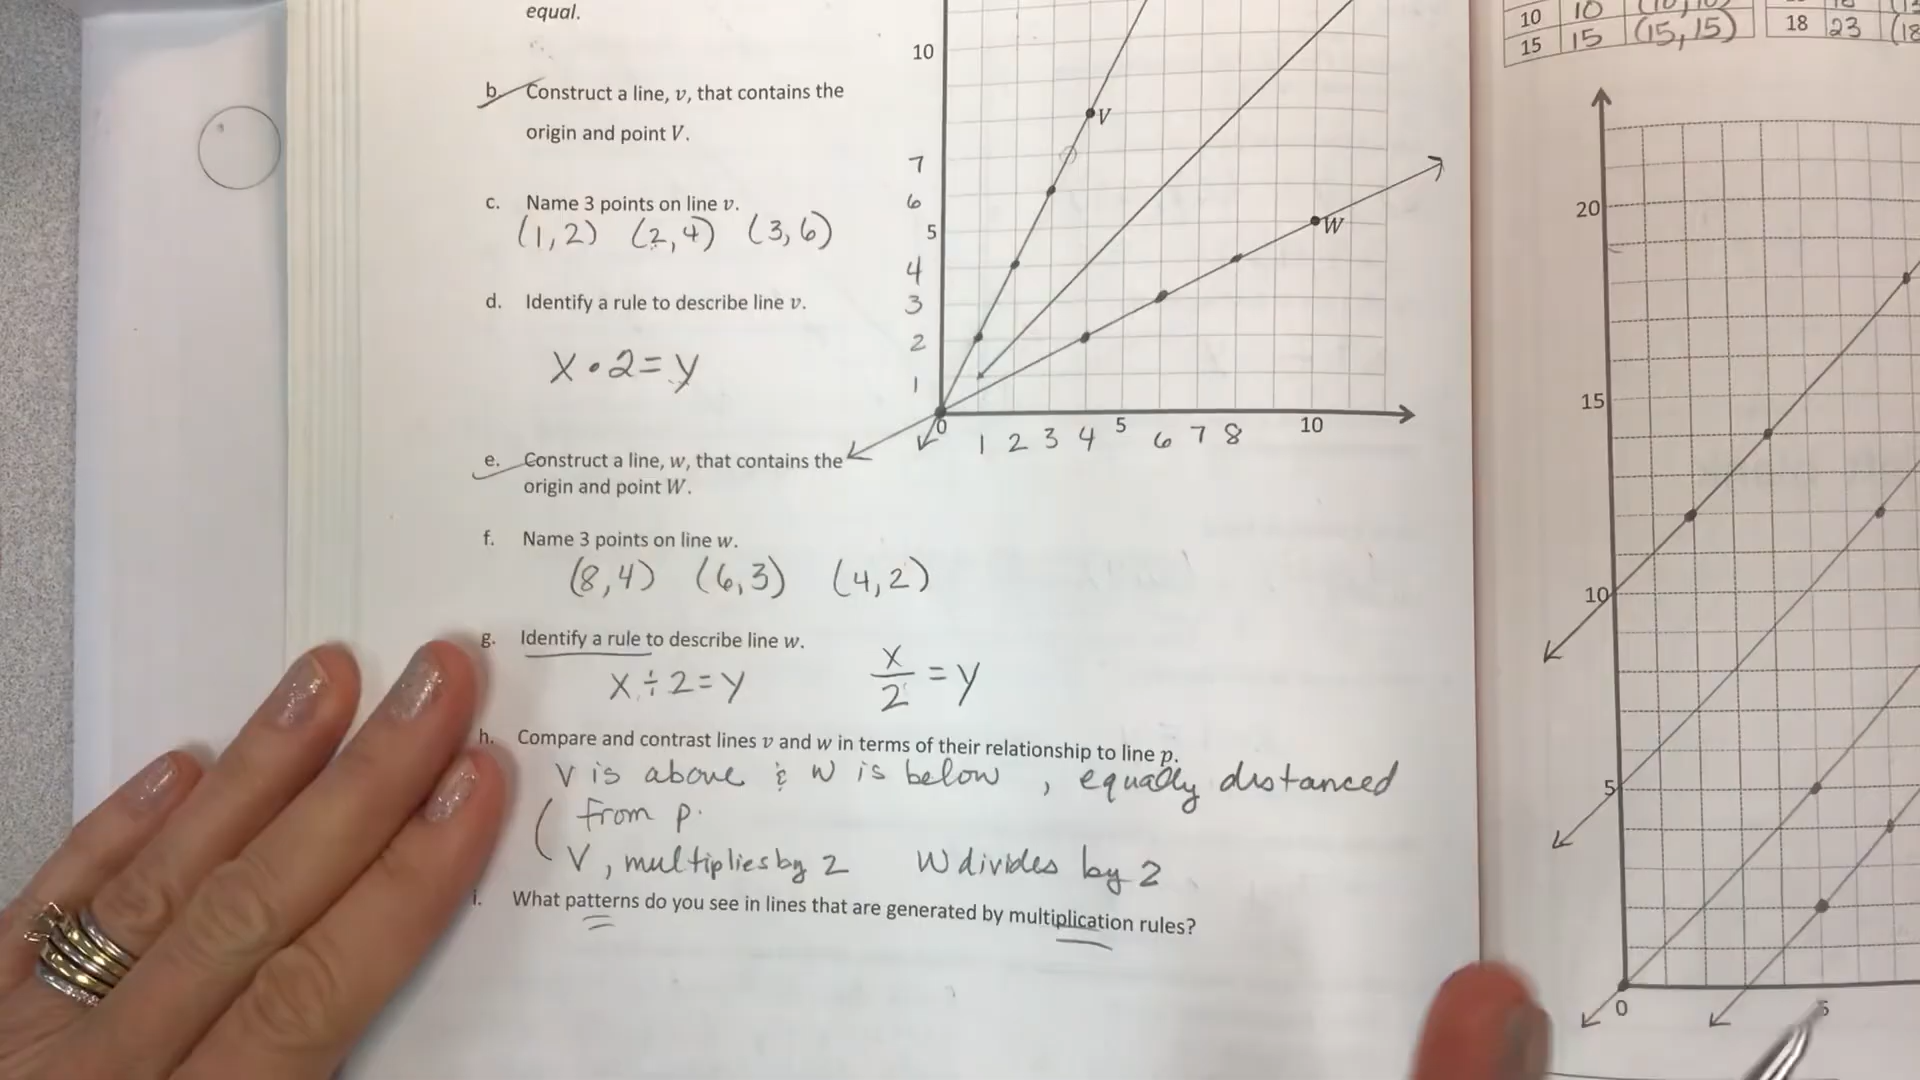 equal.
b. Construct a line, v, that contains the
origin and point V.
c. Name 3 points on line v.
(1,2) (2,4) (3,6)
d. Identify a rule to describe line v.
x • 2 = y
e. Construct a line, w, that contains the
origin and point W.
f. Name 3 points on line w.
(8,4) (6,3) (4,2)
g. Identify a rule to describe line w.
x ÷ 2 = y x/2 = y
h. Compare and contrast lines v and w in terms of their relationship to line p.
V is above & W is below, equally distanced
from p.
V, multiplies by 2 W divides by 2
i. What patterns do you see in lines that are generated by multiplication rules?
10
V
7
6
5
W
4
3
2
1
0 1 2 3 4 5 6 7 8 10
10 10
15 15 (15,15)
18 23 (18
20
15
10
5
0 5